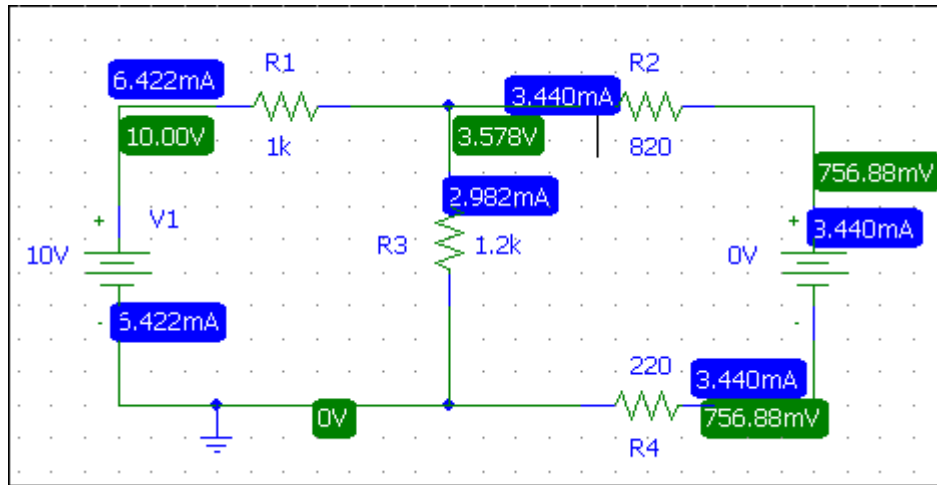 R1
R2
6.422mA
3.440mA
10.00V
3.578V
1k
820
756.88mV
2.982mA
+
V1
+
3.440mA
R3
1.2k
10V
0V
-
6.422mA
-
220
3.440mA
0V
756.88mV
R4